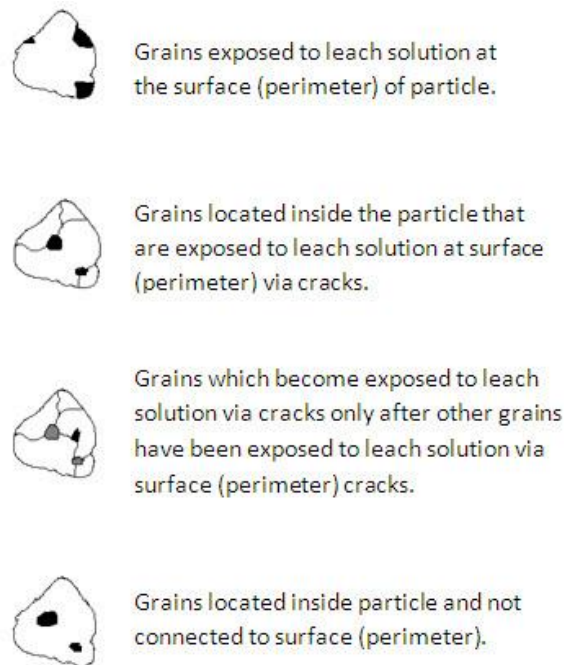 Grains exposed to leach solution at
the surface (perimeter) of particle.
Grains located inside the particle that
are exposed to leach solution at surface
(perimeter) via cracks.
Grains which become exposed to leach
solution via cracks only after other grains
have been exposed to leach solution via
surface (perimeter) cracks.
Grains located inside particle and not
connected to surface (perimeter).